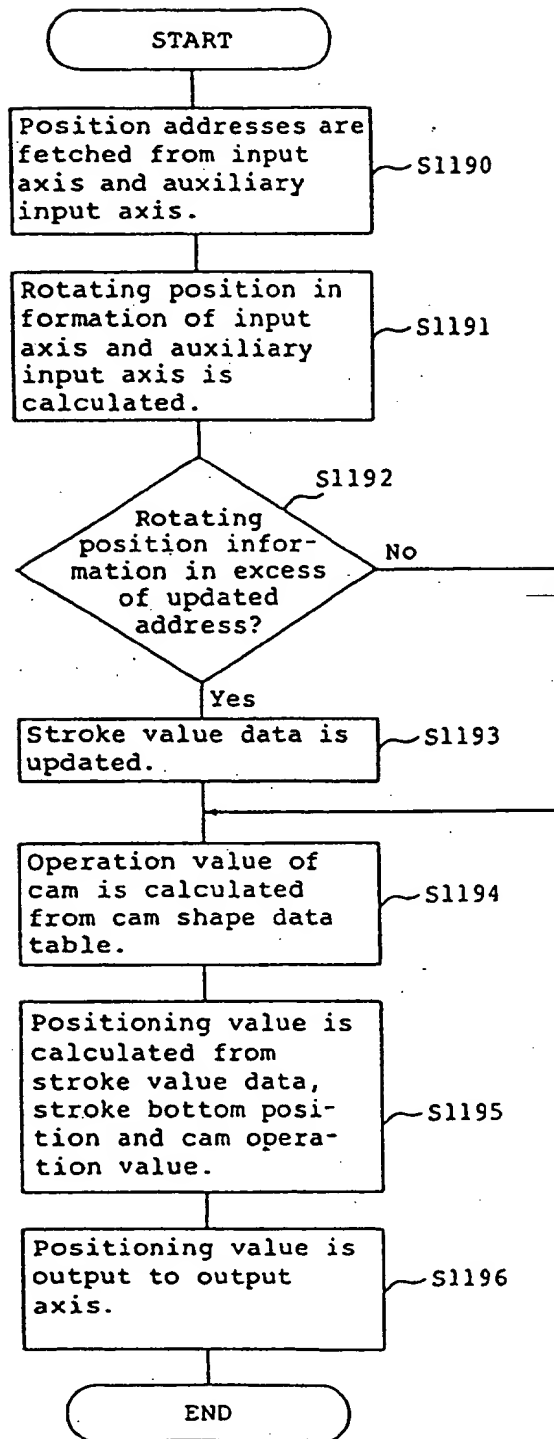 START
Position addresses are
fetched from input
axis and auxiliary
input axis.
S1190
Rotating position in
formation of input
axis and auxiliary
input axis is
calculated.
S1191
S1192
Rotating
position infor-
mation in excess
of updated
address?
No
Yes
Stroke value data is
updated.
S1193
Operation value of
cam is calculated
from cam shape data
table.
S1194
Positioning value is
calculated from
stroke value data,
stroke bottom posi-
tion and cam opera-
tion value.
S1195
Positioning value is
output to output
axis.
S1196
END